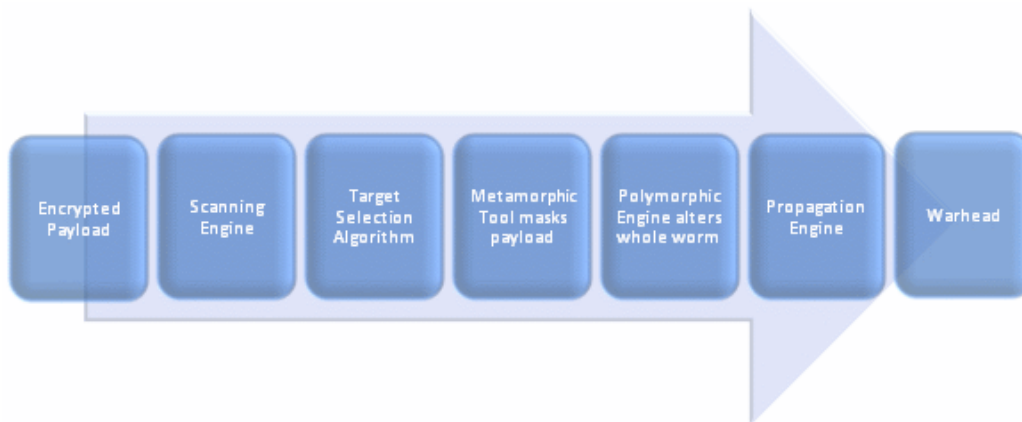 Encrypted
Payload
Scanning
Engine
Target
Selection
Algorithm
Metamorphic
Tool masks
payload
Polymorphic
Engine alters
whole worm
Propagation
Engine
Warhead